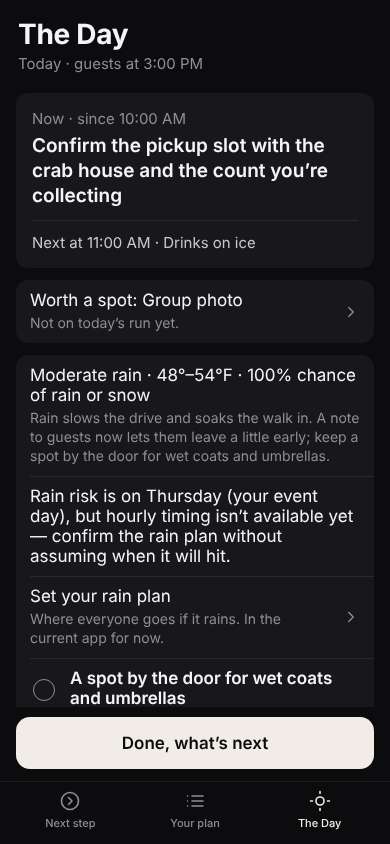 The Day
Today · guests at 3:00 PM
Now · since 10:00 AM
Confirm the pickup slot with the
crab house and the count you’re
collecting
Next at 11:00 AM · Drinks on ice
Worth a spot: Group photo
Not on today’s run yet.
Moderate rain · 48°–54°F · 100% chance
of rain or snow
Rain slows the drive and soaks the walk in. A note
to guests now lets them leave a little early; keep a
spot by the door for wet coats and umbrellas.
Rain risk is on Thursday (your event
day), but hourly timing isn’t available yet
— confirm the rain plan without
assuming when it will hit.
Set your rain plan
Where everyone goes if it rains. In the
current app for now.
A spot by the door for wet coats
and umbrellas
Done, what’s next
Next step
Your plan
The Day